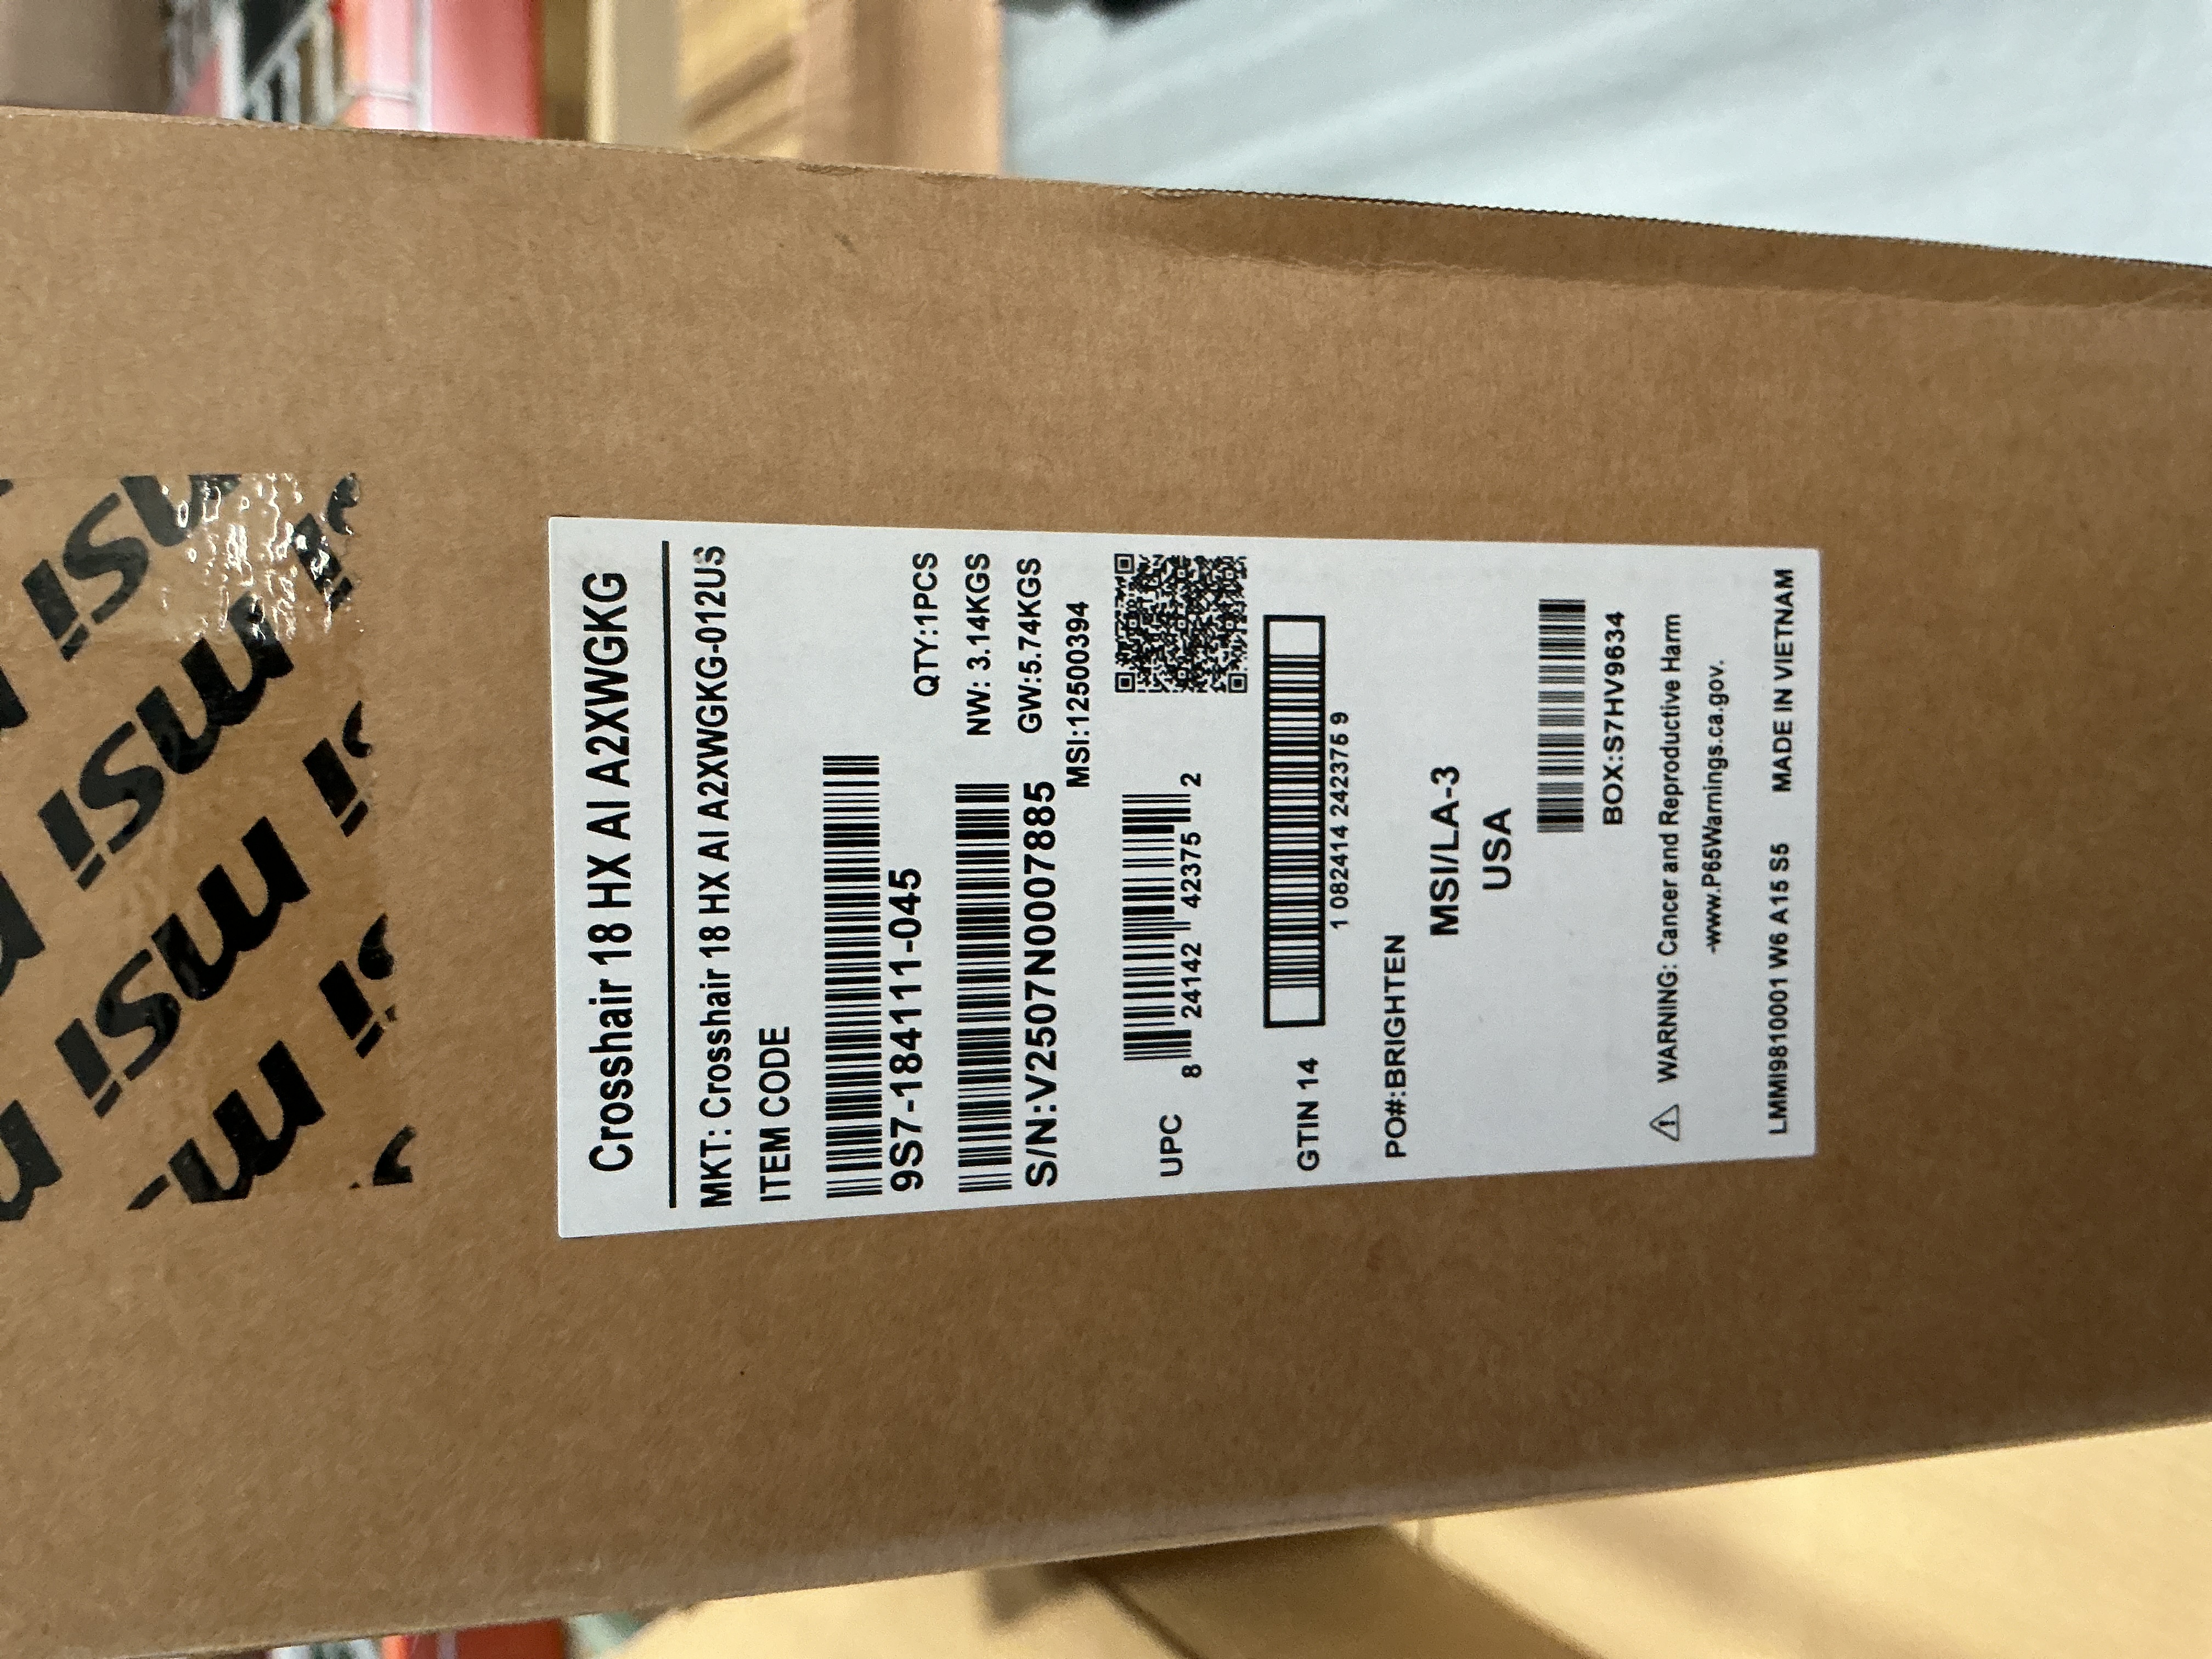 msi msi msi
msi msi
Crosshair 18 HX AI A2XWGKG
MKT: Crosshair 18 HX AI A2XWGKG-012US
ITEM CODE
9S7-184111-045
QTY:1PCS
NW: 3.14KGS
S/N:V2507N0007885
GW:5.74KGS
MSI:12500394
UPC
8 24142 42375 2
GTIN 14
1 082414 242375 9
PO#:BRIGHTEN
MSI/LA-3
USA
BOX:S7HV9634
WARNING: Cancer and Reproductive Harm
-www.P65Warnings.ca.gov.
LMMI9810001 W6 A15 S5 MADE IN VIETNAM